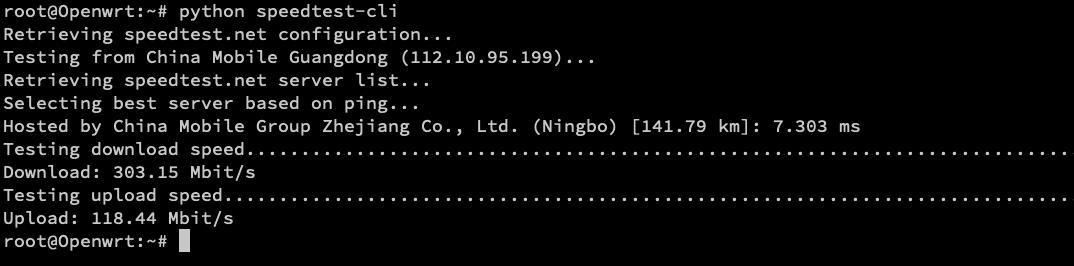 root@Openwrt:~# python speedtest-cli
Retrieving speedtest.net configuration...
Testing from China Mobile Guangdong (112.10.95.199)...
Retrieving speedtest.net server list...
Selecting best server based on ping...
Hosted by China Mobile Group Zhejiang Co., Ltd. (Ningbo) [141.79 km]: 7.303 ms
Testing download speed...........................................................................
Download: 303.15 Mbit/s
Testing upload speed.............................................................................
Upload: 118.44 Mbit/s
root@Openwrt:~#